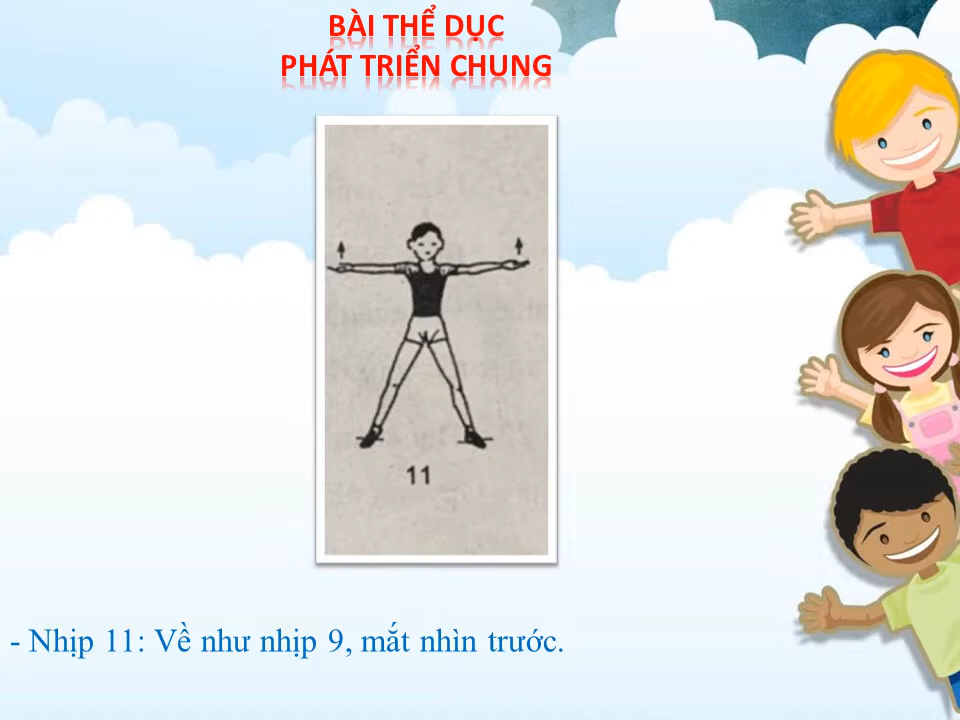 BÀI THỂ DỤC
PHÁT TRIỂN CHUNG
11
- Nhịp 11: Về như nhịp 9, mắt nhìn trước.